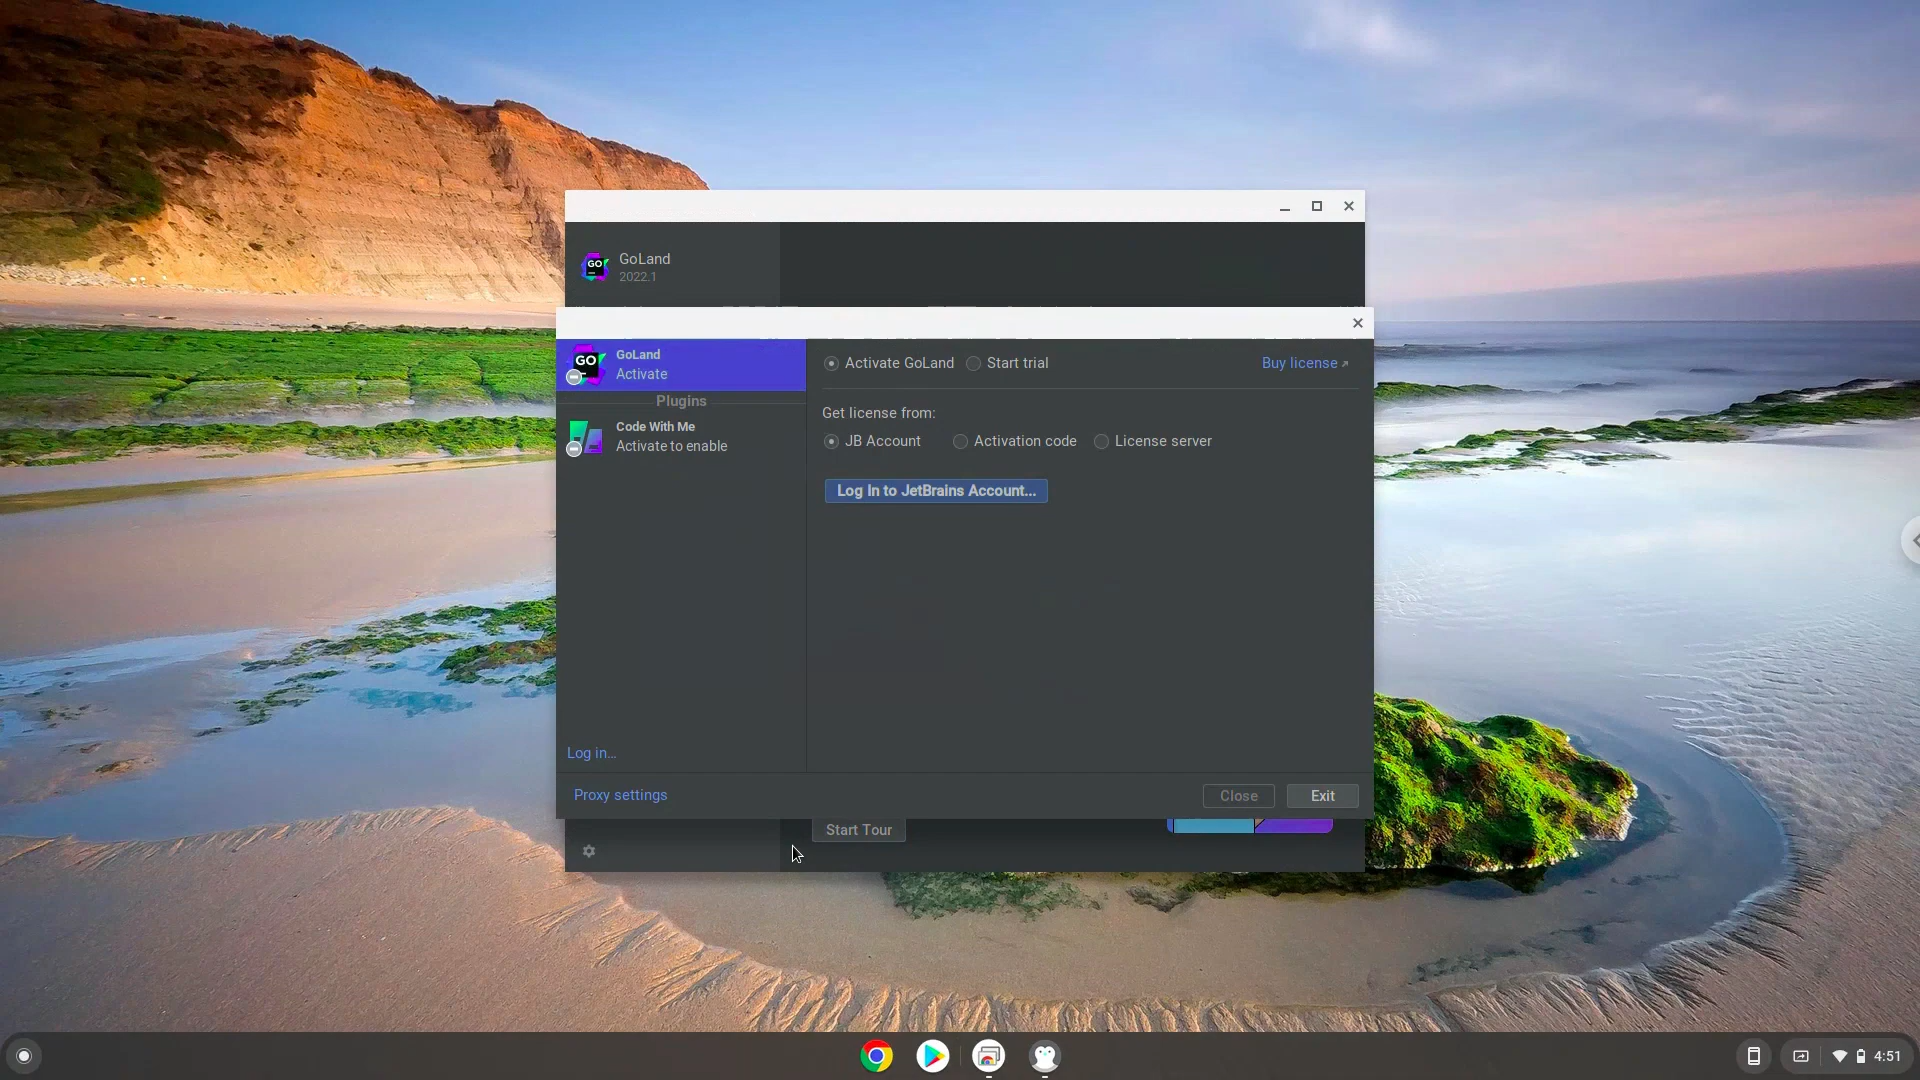 GoLand
2022.1
GO
GO
GoLand
Activate
Plugins
Code With Me
Activate to enable
Activate GoLand
Start trial
Buy license
Get license from:
JB Account
Activation code
License server
Log In to JetBrains Account...
Log in...
Proxy settings
Close
Exit
Start Tour
4:51